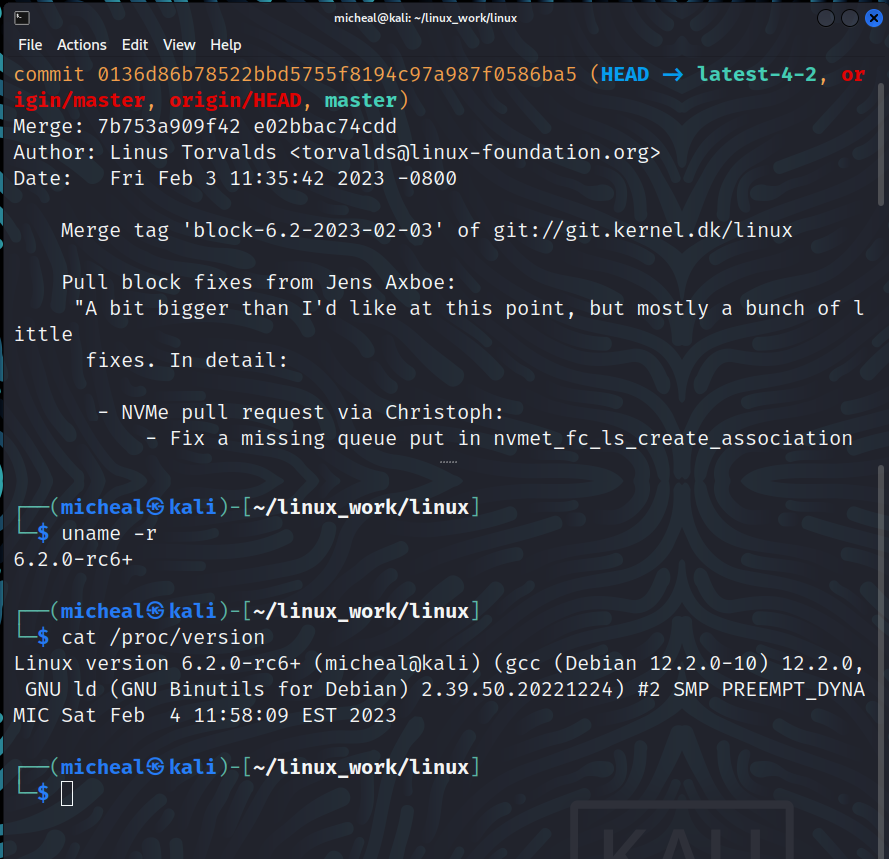 micheal@kali: ~/linux_work/linux
File Actions Edit View Help
commit 0136d86b78522bbd5755f8194c97a987f0586ba5 (HEAD → latest-4-2, or
igin/master, origin/HEAD, master)
Merge: 7b753a909f42 e02bbac74cdd
Author: Linus Torvalds <torvalds@linux-foundation.org>
Date:   Fri Feb 3 11:35:42 2023 -0800
    Merge tag 'block-6.2-2023-02-03' of git://git.kernel.dk/linux
    Pull block fixes from Jens Axboe:
     "A bit bigger than I'd like at this point, but mostly a bunch of l
ittle
      fixes. In detail:
       - NVMe pull request via Christoph:
           - Fix a missing queue put in nvmet_fc_ls_create_association
┌──(micheal㉿kali)-[~/linux_work/linux]
└─$ uname -r
6.2.0-rc6+
┌──(micheal㉿kali)-[~/linux_work/linux]
└─$ cat /proc/version
Linux version 6.2.0-rc6+ (micheal@kali) (gcc (Debian 12.2.0-10) 12.2.0,
 GNU ld (GNU Binutils for Debian) 2.39.50.20221224) #2 SMP PREEMPT_DYNA
MIC Sat Feb  4 11:58:09 EST 2023
┌──(micheal㉿kali)-[~/linux_work/linux]
└─$
KALI